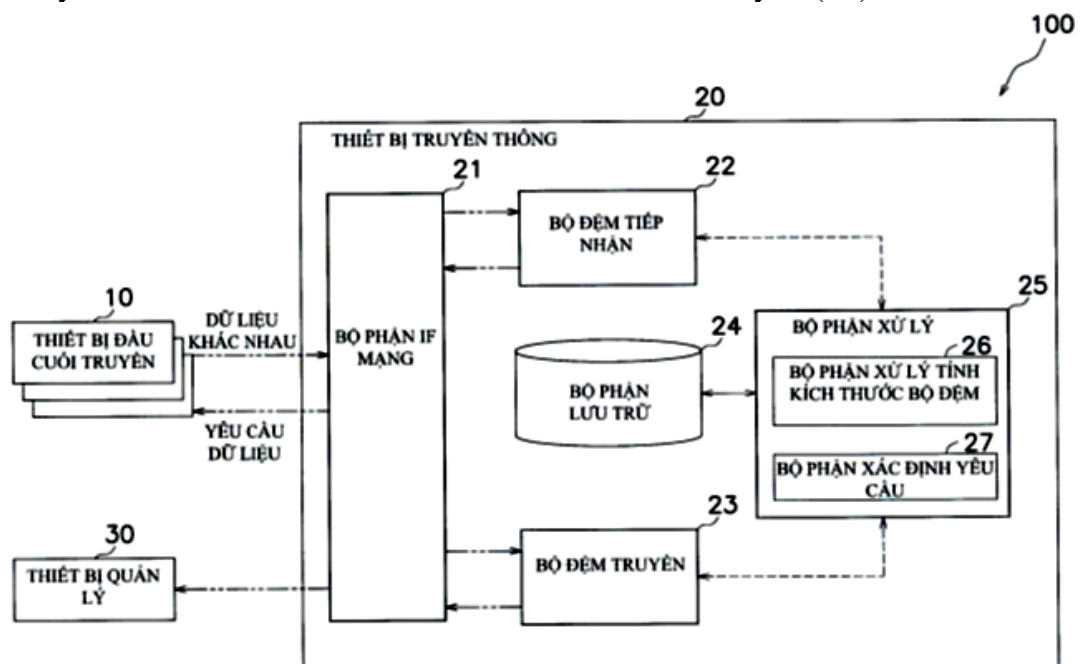 100
20
THIẾT BỊ TRUYỀN THÔNG
21
22
BỘ ĐỆM TIẾP
NHẬN
10
THIẾT BỊ ĐẦU
CUỐI TRUYỀN
DỮ LIỆU
KHÁC NHAU
YÊU CẦU
DỮ LIỆU
BỘ PHẬN IF
MẠNG
24
BỘ PHẬN
LƯU TRỮ
25
BỘ PHẬN XỬ LÝ
26
BỘ PHẬN XỬ LÝ TÍNH
KÍCH THƯỚC BỘ ĐỆM
27
BỘ PHẬN XÁC ĐỊNH YÊU
CẦU
23
BỘ ĐỆM TRUYỀN
30
THIẾT BỊ QUẢN
LÝ